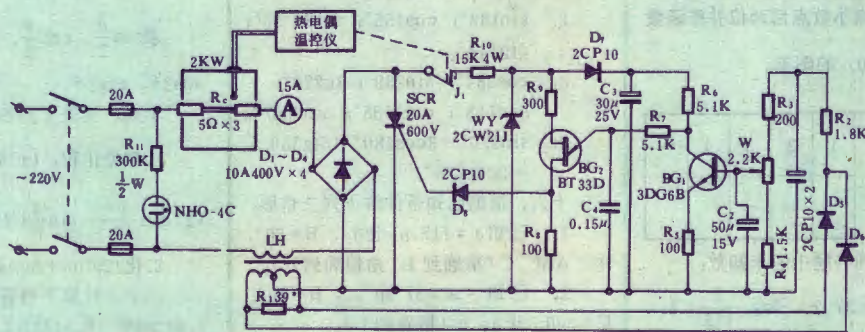 热电偶
温控仪
2KW
Rc
5Ω×3
15A
A
20A
~220V
R11
300K
1/2 W
NHO-4C
20A
D1~D4
10A400V×4
LH
R1 39*
SCR
20A
600V
2CP10
D8
J1
R10
15K 4W
WY
2CW21J
R9
300
BG2
BT33D
C4
0.15μ
R8
100
D7
2CP10
C3
30μ
25V
R7
5.1K
R6
5.1K
BG1
3DG6B
R5
100
C2
50μ
15V
W
2.2K
R3
200
R4 1.5K
R2
1.8K
2CP10×2
D5
D6